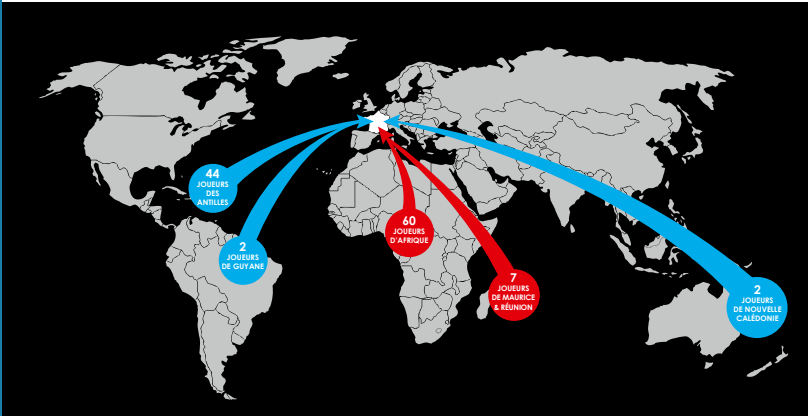 44
JOUEURS
DES
ANTILLES
2
JOUEURS
DE GUYANE
60
JOUEURS
D'AFRIQUE
7
JOUEURS
DE MAURICE
& RÉUNION
2
JOUEURS
DE NOUVELLE
CALÉDONIE